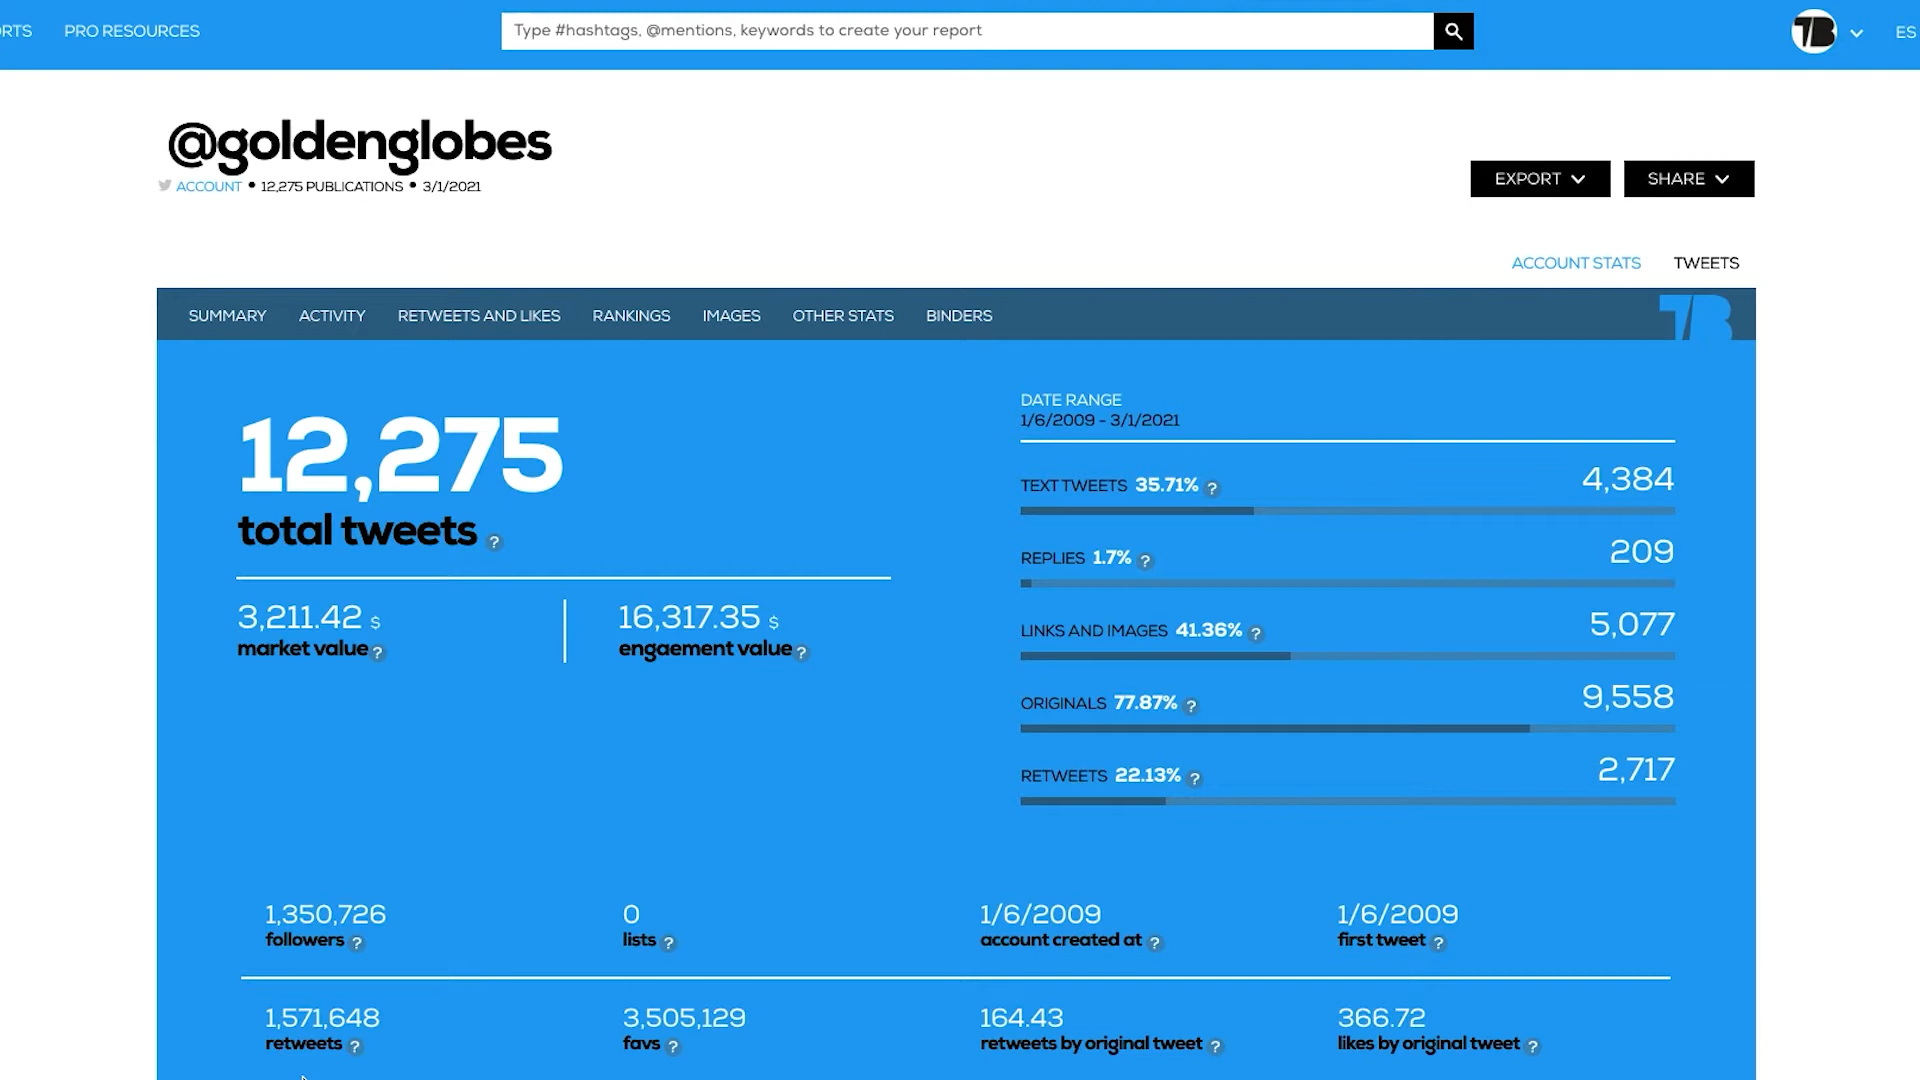 ORTS PRO RESOURCES Type #hashtags, @mentions, keywords to create your report TB ES
@goldenglobes
ACCOUNT • 12,275 PUBLICATIONS • 3/1/2021
EXPORT SHARE
ACCOUNT STATS TWEETS
SUMMARY ACTIVITY RETWEETS AND LIKES RANKINGS IMAGES OTHER STATS BINDERS TB
12,275
total tweets ?
3,211.42 $
market value ?
16,317.35 $
engaement value ?
DATE RANGE
1/6/2009 - 3/1/2021
TEXT TWEETS 35.71% ? 4,384
REPLIES 1.7% ? 209
LINKS AND IMAGES 41.36% ? 5,077
ORIGINALS 77.87% ? 9,558
RETWEETS 22.13% ? 2,717
1,350,726 0 1/6/2009 1/6/2009
followers ? lists ? account created at ? first tweet ?
1,571,648 3,505,129 164.43 366.72
retweets ? favs ? retweets by original tweet ? likes by original tweet ?